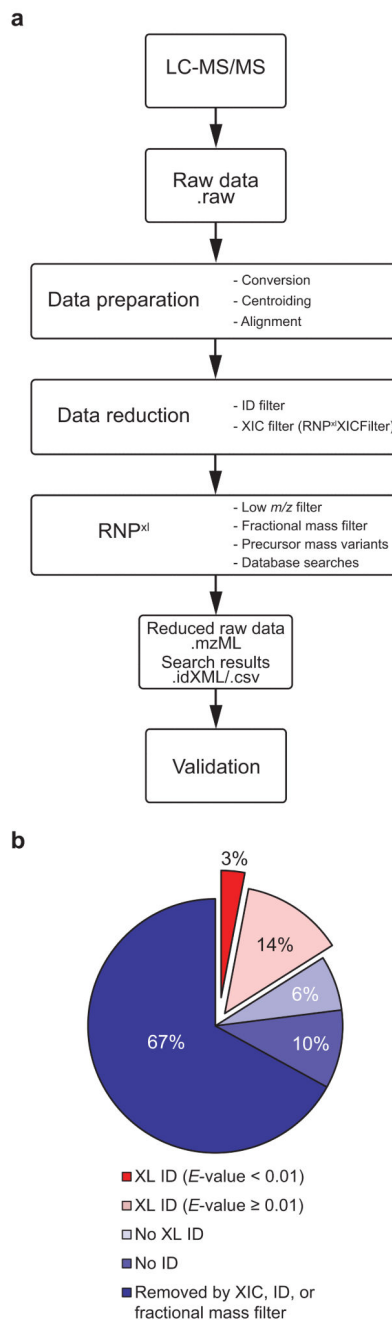 a
LC-MS/MS
Raw data
.raw
Data preparation
- Conversion
- Centroiding
- Alignment
Data reduction
- ID filter
- XIC filter (RNPxlXICFilter)
RNPxl
- Low m/z filter
- Fractional mass filter
- Precursor mass variants
- Database searches
Reduced raw data
.mzML
Search results
.idXML/.csv
Validation
b
3%
14%
6%
10%
67%
XL ID (E-value < 0.01)
XL ID (E-value ≥ 0.01)
No XL ID
No ID
Removed by XIC, ID, or
fractional mass filter